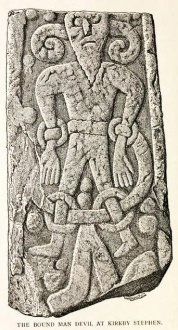 THE BOUND MAN DEVIL AT KIRKBY STEPHEN.